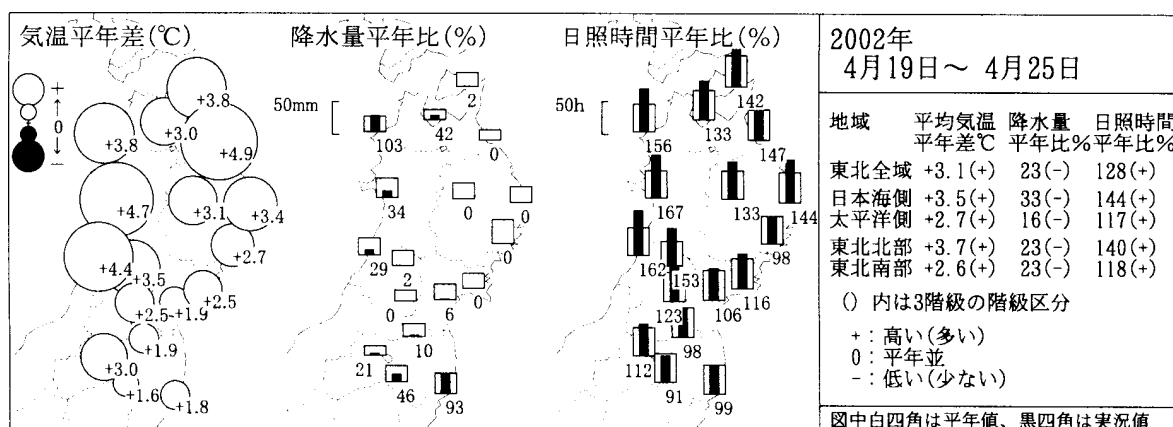 気温平年差(℃)
+
↑
0
↓
−
+3.8
+3.0
+3.8
+4.9
+4.7
+3.1
+3.4
+2.7
+4.4
+3.5
+2.5
+2.5
-1.9
+1.9
+3.0
+1.6
+1.8
降水量平年比(%)
50mm
2
42
103
0
34
0
0
0
29
2
0
0
6
10
21
46
93
日照時間平年比(%)
50h
142
133
156
147
167
133
144
98
162
153
116
123
106
98
112
91
99
2002年
4月19日～ 4月25日
地域 平均気温 降水量 日照時間
平年差℃ 平年比% 平年比%
東北全域 +3.1(+) 23(-) 128(+)
日本海側 +3.5(+) 33(-) 144(+)
太平洋側 +2.7(+) 16(-) 117(+)
東北北部 +3.7(+) 23(-) 140(+)
東北南部 +2.6(+) 23(-) 118(+)
() 内は3階級の階級区分
+：高い(多い)
0：平年並
-：低い(少ない)
図中白四角は平年値、黒四角は実況値